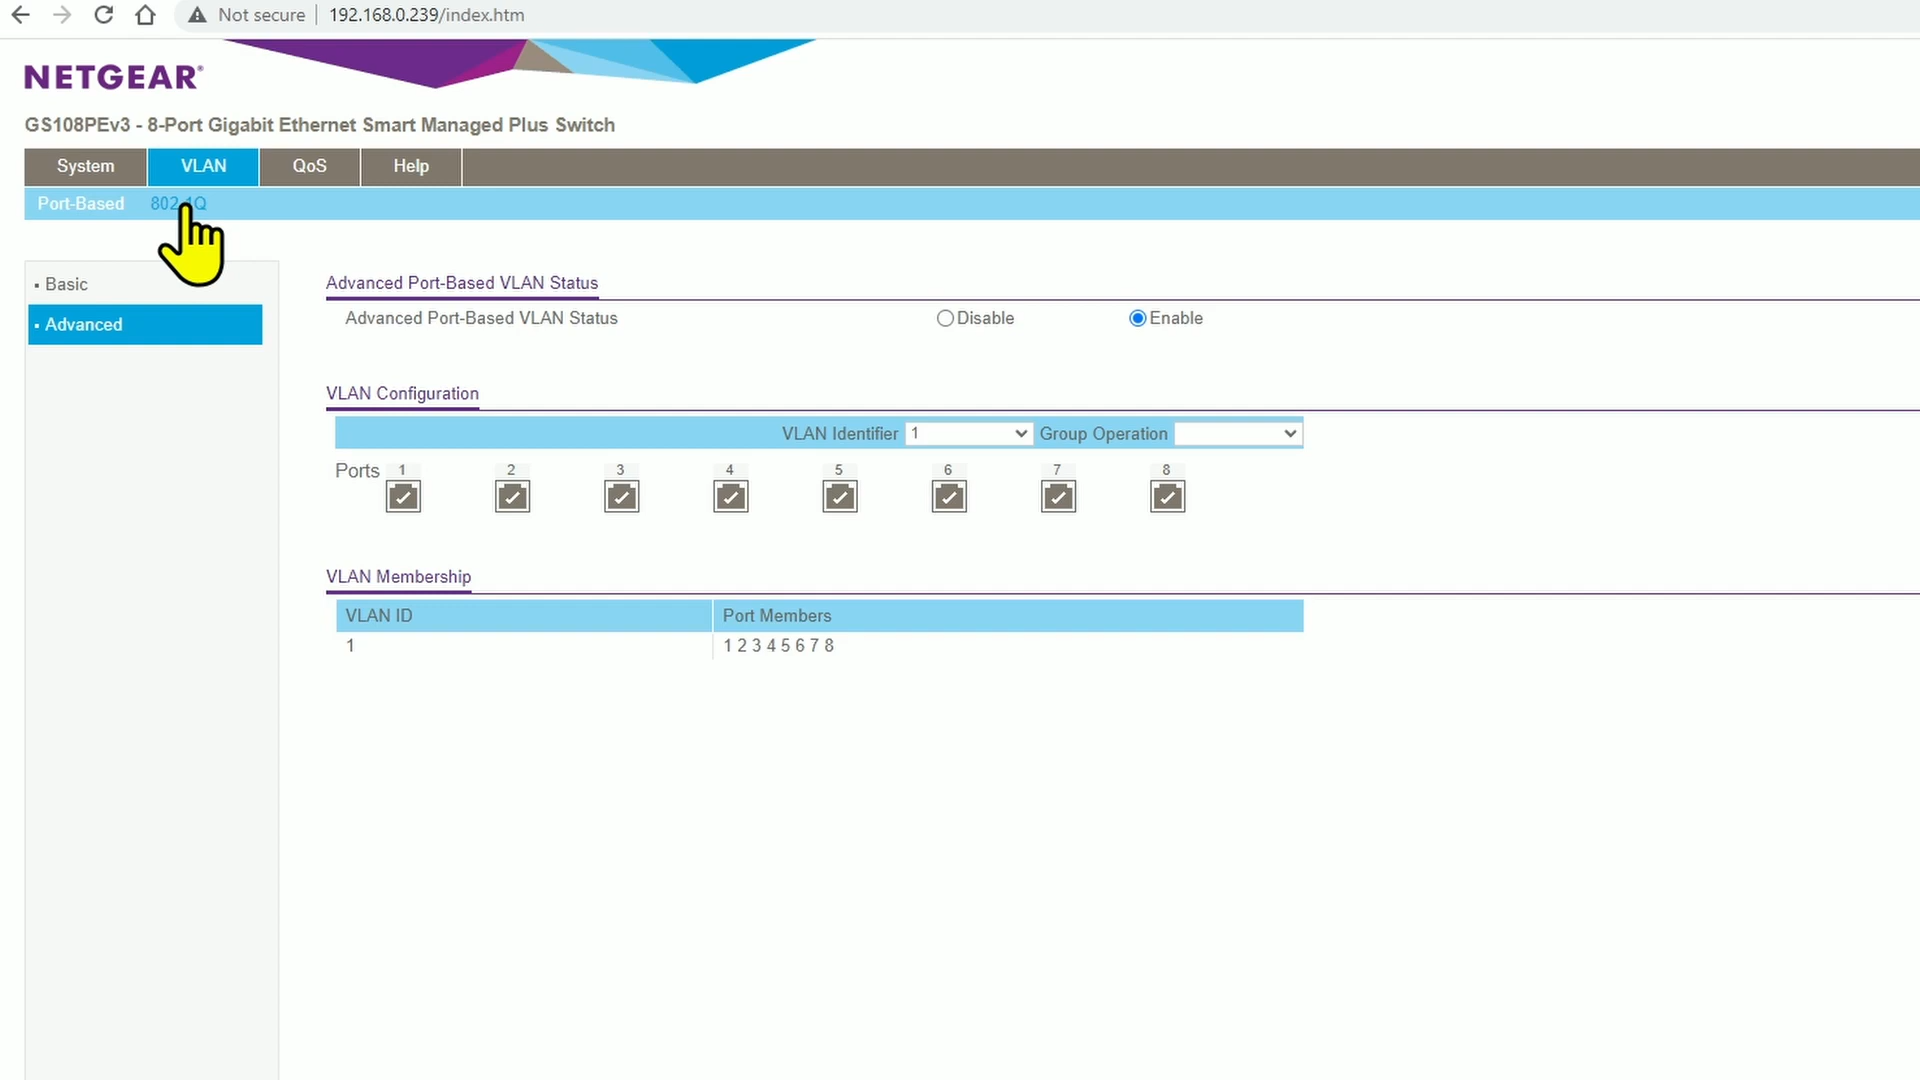 Not secure | 192.168.0.239/index.htm
NETGEAR®
GS108PEv3 - 8-Port Gigabit Ethernet Smart Managed Plus Switch
System VLAN QoS Help
Port-Based 802.1Q
Basic
Advanced
Advanced Port-Based VLAN Status
Advanced Port-Based VLAN Status Disable Enable
VLAN Configuration
VLAN Identifier 1 Group Operation
Ports 1 2 3 4 5 6 7 8
VLAN Membership
VLAN ID Port Members
1 1 2 3 4 5 6 7 8